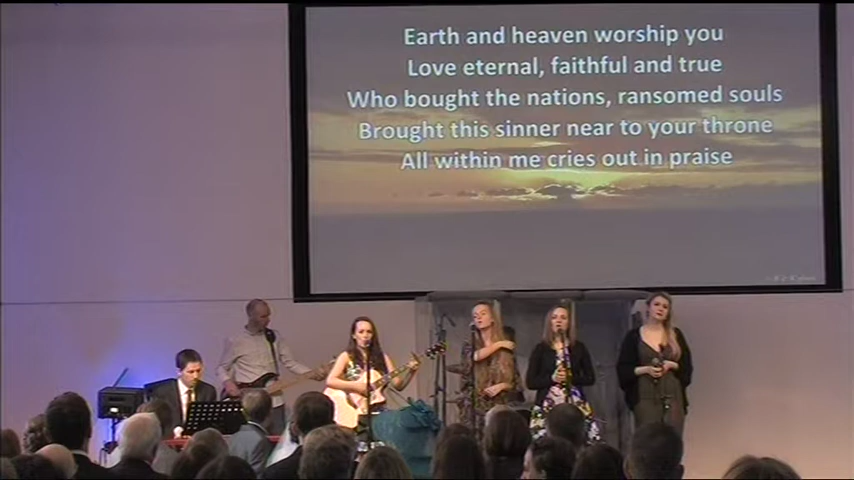 Earth and heaven worship you
Love eternal, faithful and true
Who bought the nations, ransomed souls
Brought this sinner near to your throne
All within me cries out in praise